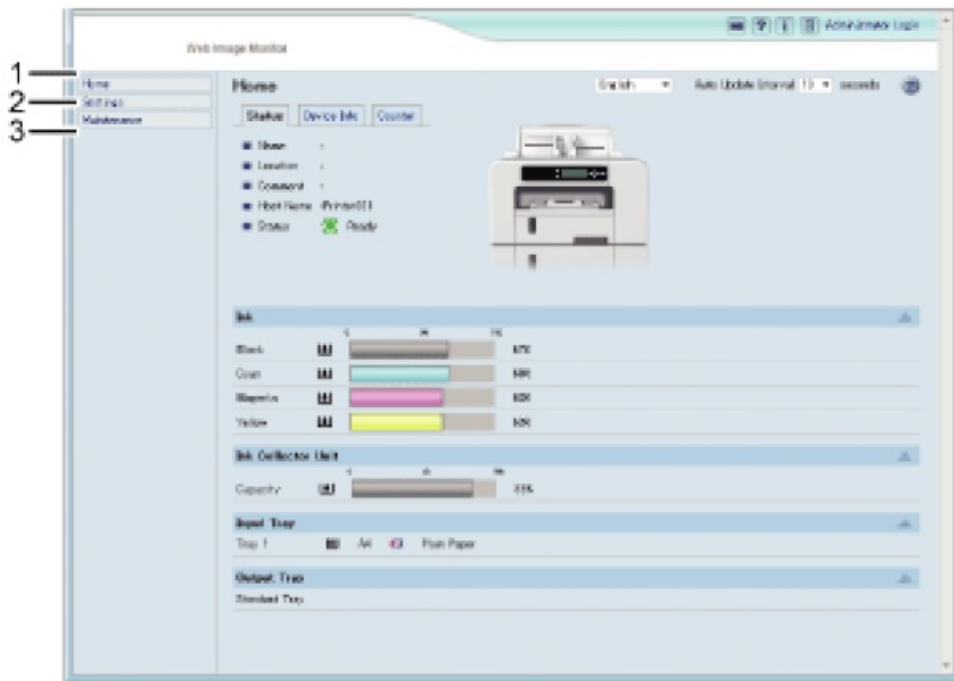 Administrator Login
Web Image Monitor
1
Home
2
Settings
3
Maintenance
Home
English
Auto Update Interval 10 seconds
Status Device Info Counter
Name :
Location :
Comment :
Host Name
Status Ready
Ink
Black
Cyan
Magenta
Yellow
Ink Collector Unit
Capacity
Input Tray
Tray 1 A4 Plain Paper
Output Tray
Standard Tray